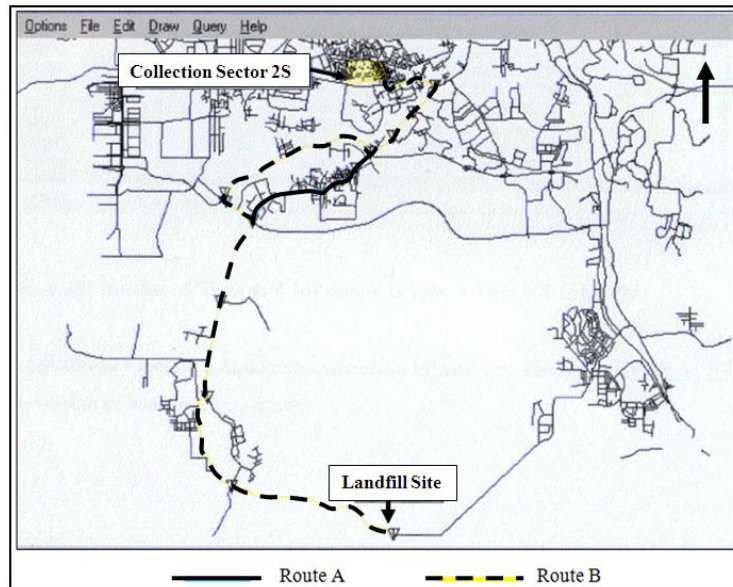 Options File Edit Draw Query Help
Collection Sector 2S
Landfill Site
Route A Route B